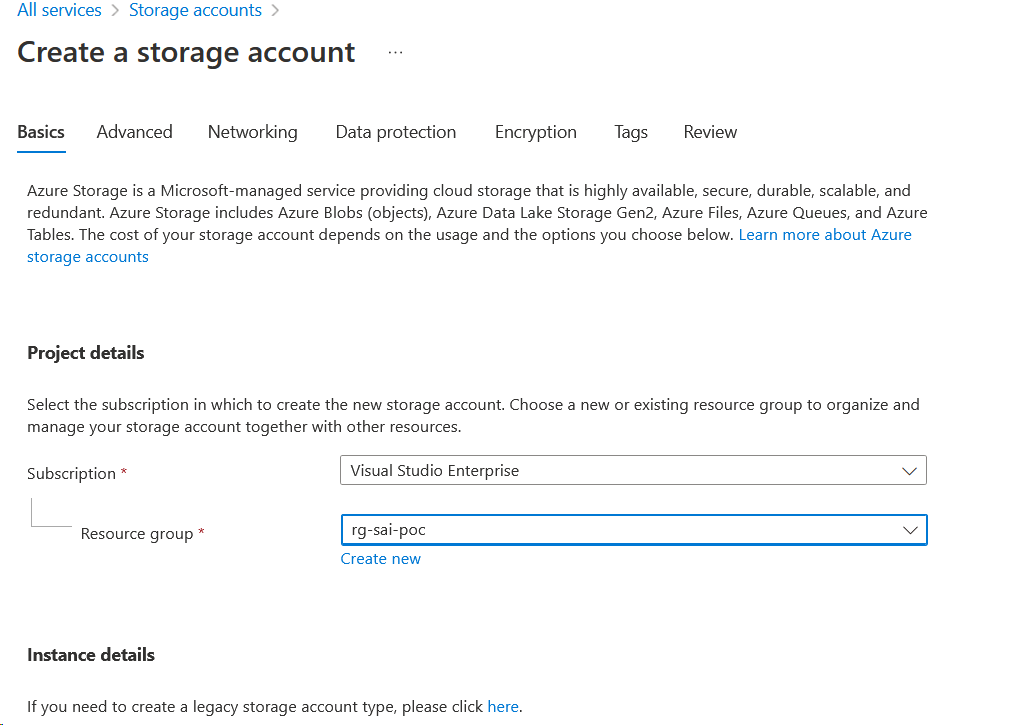 All services > Storage accounts >
Create a storage account ...
Basics Advanced Networking Data protection Encryption Tags Review
Azure Storage is a Microsoft-managed service providing cloud storage that is highly available, secure, durable, scalable, and
redundant. Azure Storage includes Azure Blobs (objects), Azure Data Lake Storage Gen2, Azure Files, Azure Queues, and Azure
Tables. The cost of your storage account depends on the usage and the options you choose below. Learn more about Azure
storage accounts
Project details
Select the subscription in which to create the new storage account. Choose a new or existing resource group to organize and
manage your storage account together with other resources.
Subscription * Visual Studio Enterprise
Resource group * rg-sai-poc
Create new
Instance details
If you need to create a legacy storage account type, please click here.